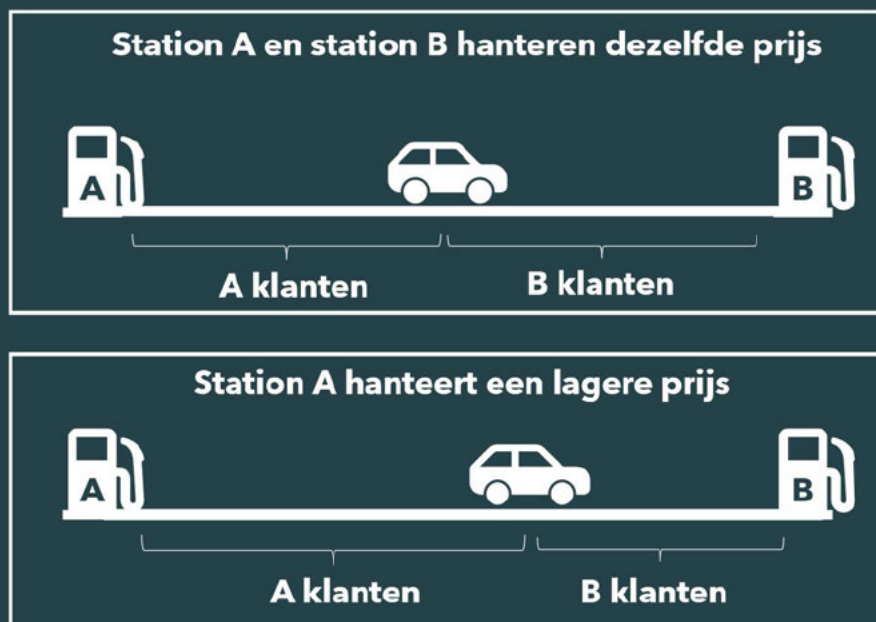 Station A en station B hanteren dezelfde prijs
A
B
A klanten
B klanten
Station A hanteert een lagere prijs
A
B
A klanten
B klanten